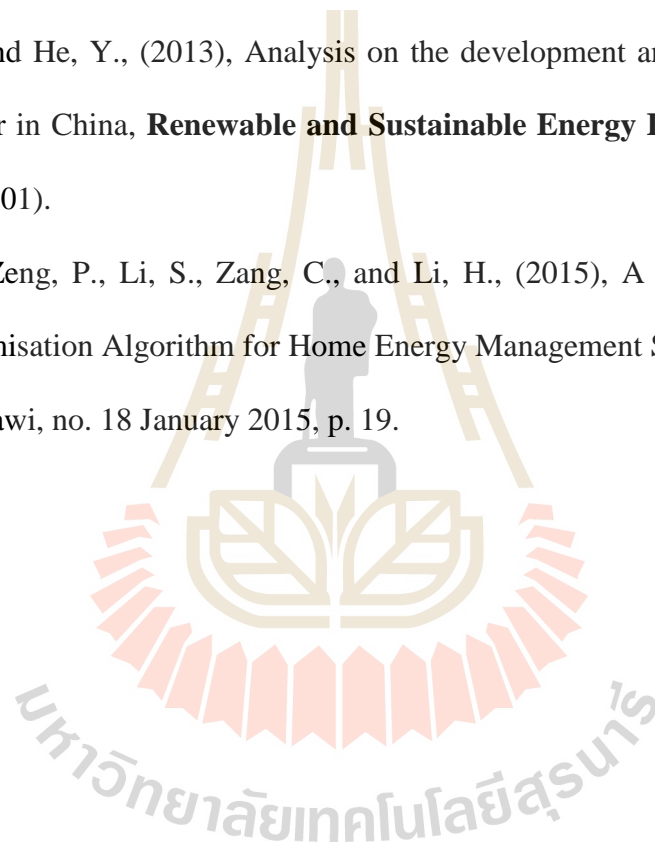 nd He, Y., (2013), Analysis on the development an
r in China, Renewable and Sustainable Energy
01).
Zeng, P., Li, S., Zang, C., and Li, H., (2015), A
nisation Algorithm for Home Energy Management
awi, no. 18 January 2015, p. 19.
มหาวิทยาลัยเทคโนโลยีสุรนารี